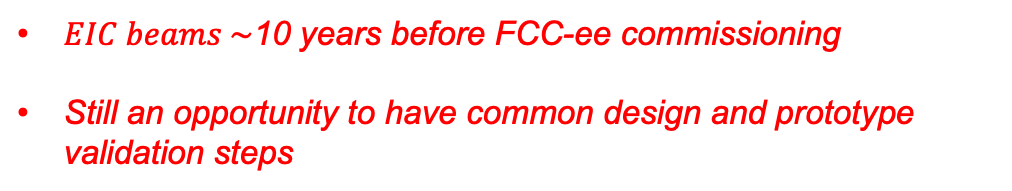 • EIC beams ~10 years before FCC-ee commissioning
• Still an opportunity to have common design and prototype
validation steps